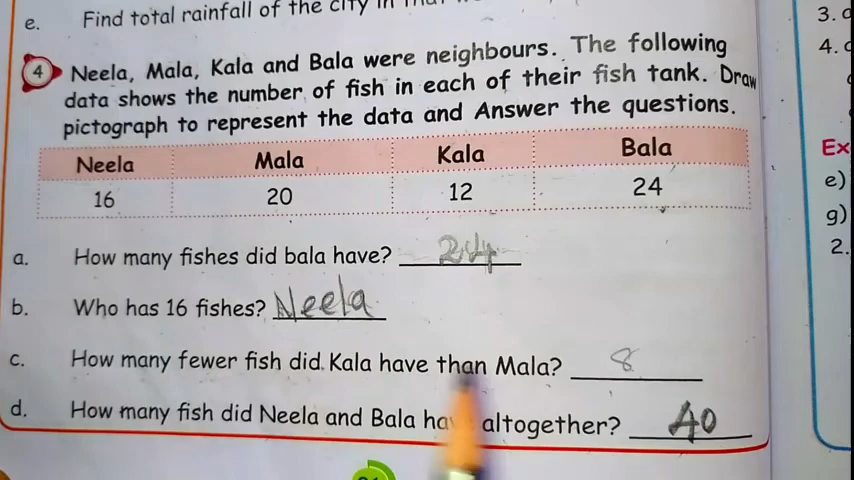 e. Find total rainfall of the city in
3.
4 Neela, Mala, Kala and Bala were neighbours. The following
4.
data shows the number of fish in each of their fish tank. Draw
pictograph to represent the data and Answer the questions.
Neela Mala Kala Bala
Ex
16 20 12 24
e)
g)
a. How many fishes did bala have? 24
2.
b. Who has 16 fishes? Neela
c. How many fewer fish did Kala have than Mala? 8
d. How many fish did Neela and Bala have altogether? 40